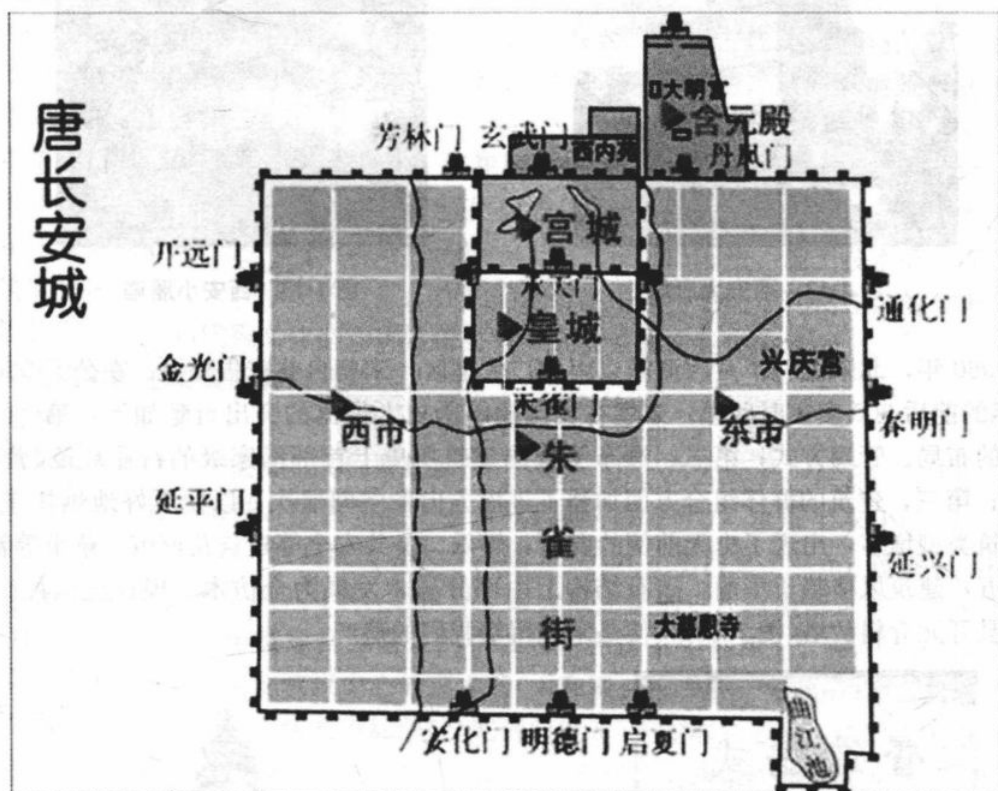 唐长安城
大明宫
含元殿
芳林门
玄武门
西内苑
丹凤门
宫城
开远门
承天门
通化门
皇城
兴庆宫
金光门
朱雀门
西市
东市
春明门
朱雀街
延平门
延兴门
大慈恩寺
曲江池
安化门
明德门
启夏门